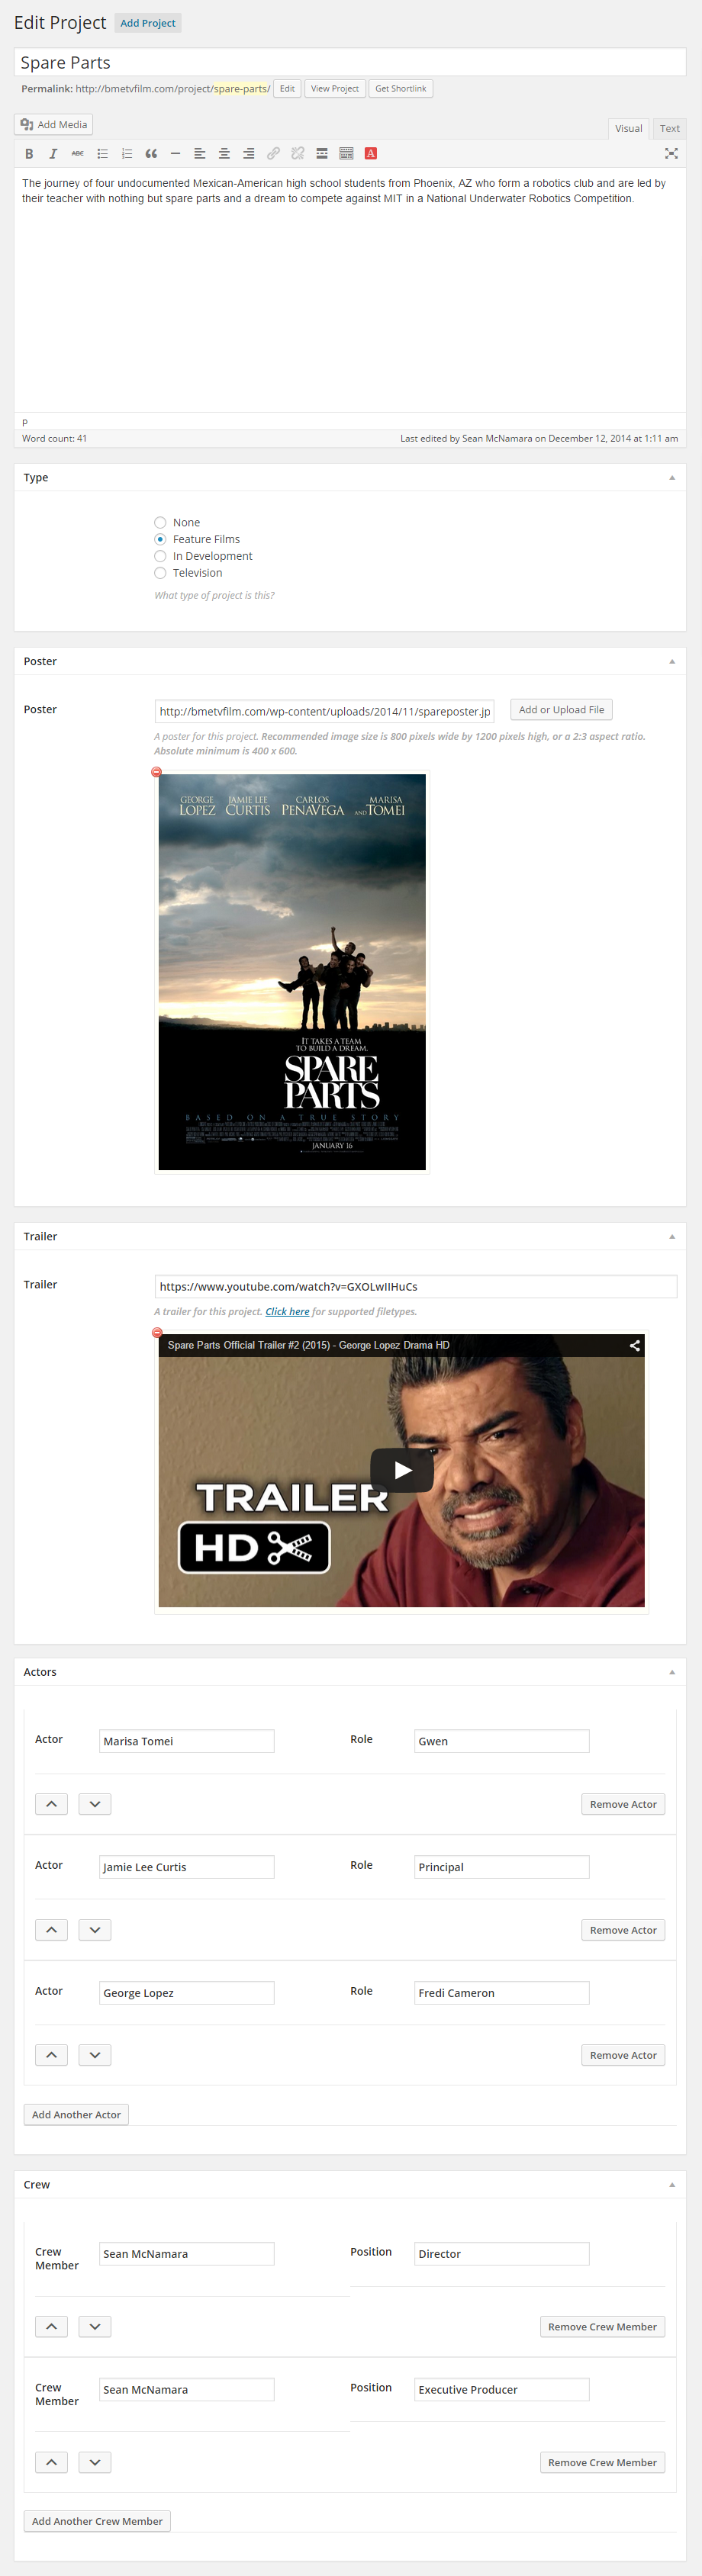 Edit Project Add Project
Spare Parts
Permalink: http://bmetvfilm.com/project/spare-parts/ Edit View Project Get Shortlink
Add Media
Visual Text
B I ABC A
The journey of four undocumented Mexican-American high school students from Phoenix, AZ who form a robotics club and are led by
their teacher with nothing but spare parts and a dream to compete against MIT in a National Underwater Robotics Competition.
P
Word count: 41 Last edited by Sean McNamara on December 12, 2014 at 1:11 am
Type
None
Feature Films
In Development
Television
What type of project is this?
Poster
Poster http://bmetvfilm.com/wp-content/uploads/2014/11/spareposter.jp Add or Upload File
A poster for this project. Recommended image size is 800 pixels wide by 1200 pixels high, or a 2:3 aspect ratio.
Absolute minimum is 400 x 600.
GEORGE LOPEZ JAMIE LEE CURTIS CARLOS PENAVEGA AND MARISA TOMEI
IT TAKES A TEAM
TO BUILD A DREAM.
SPARE
PARTS
BASED ON A TRUE STORY
JANUARY 16
Trailer
Trailer https://www.youtube.com/watch?v=GXOLwIIHuCs
A trailer for this project. Click here for supported filetypes.
Spare Parts Official Trailer #2 (2015) - George Lopez Drama HD
TRAILER
HD
Actors
Actor Marisa Tomei Role Gwen
Remove Actor
Actor Jamie Lee Curtis Role Principal
Remove Actor
Actor George Lopez Role Fredi Cameron
Remove Actor
Add Another Actor
Crew
Crew Member Sean McNamara Position Director
Remove Crew Member
Crew Member Sean McNamara Position Executive Producer
Remove Crew Member
Add Another Crew Member